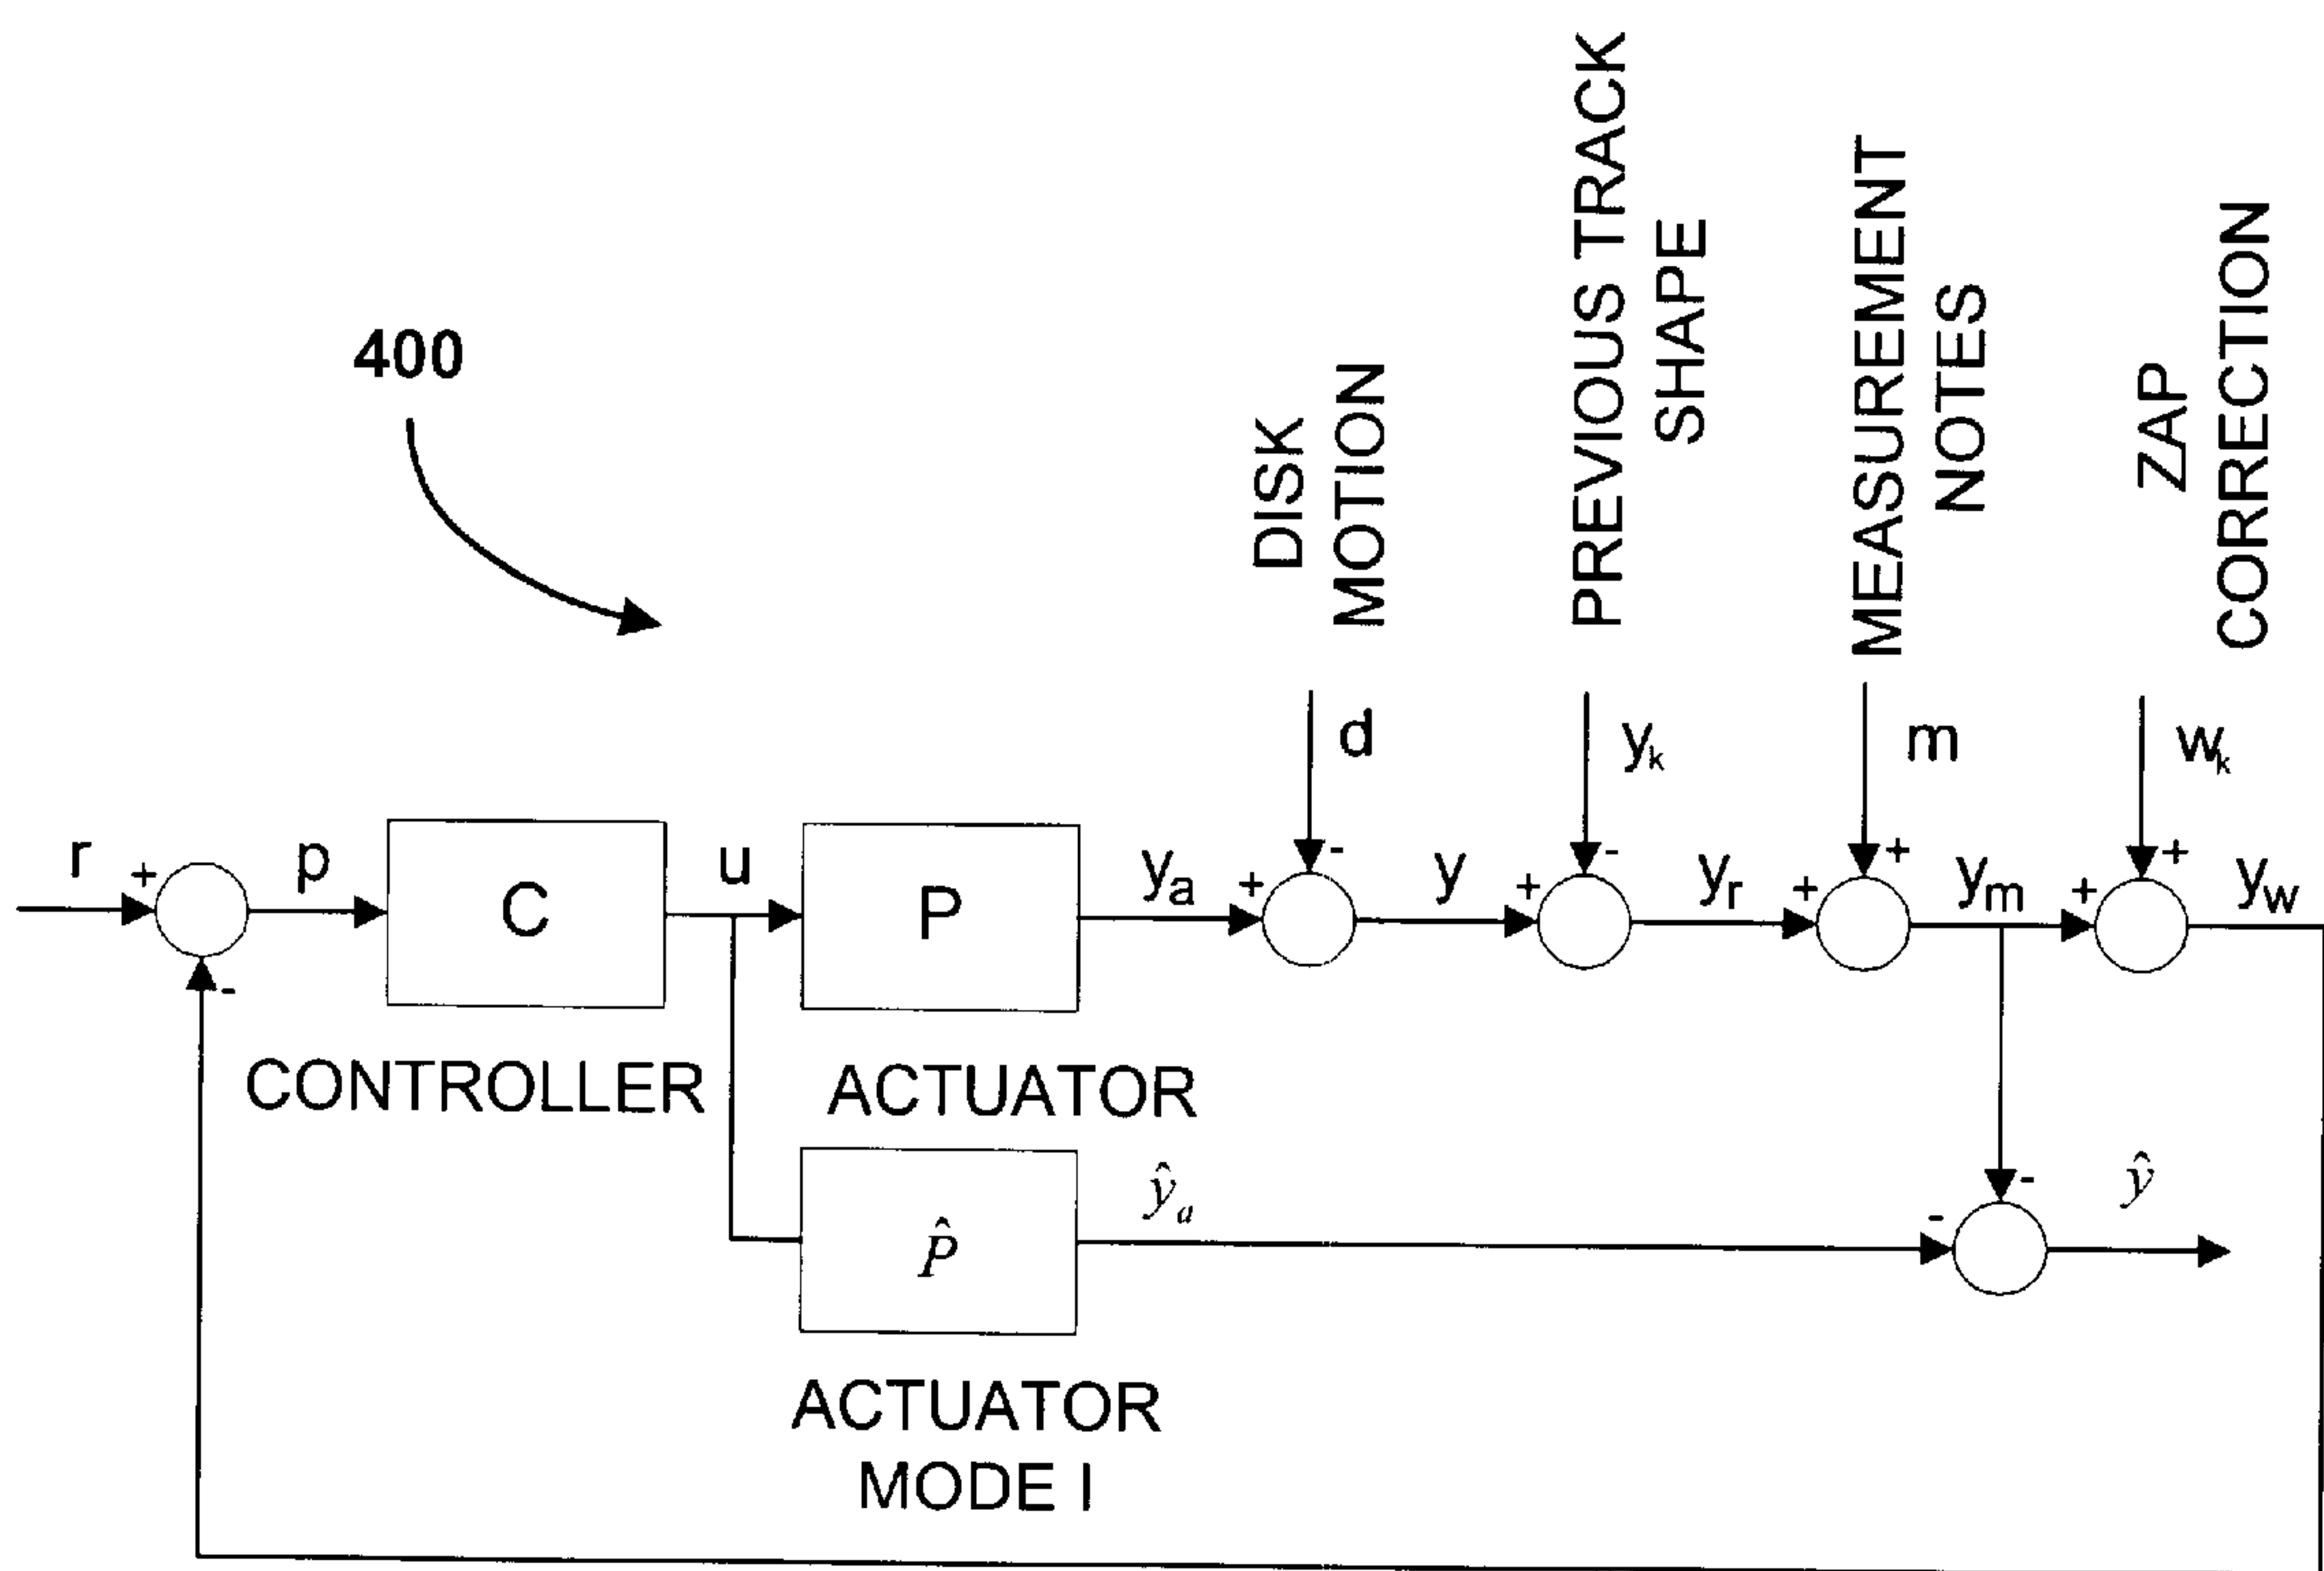 PREVIOUS TRACK
SHAPE
MEASUREMENT
NOTES
ZAP
CORRECTION
DISK
MOTION
400
d
yₖ
m
wₖ
r + p C u P yₐ + - y + - yᵣ + + yₘ + + y_w
-
CONTROLLER
ACTUATOR
P̂ ŷₐ - - ŷ
ACTUATOR
MODE I